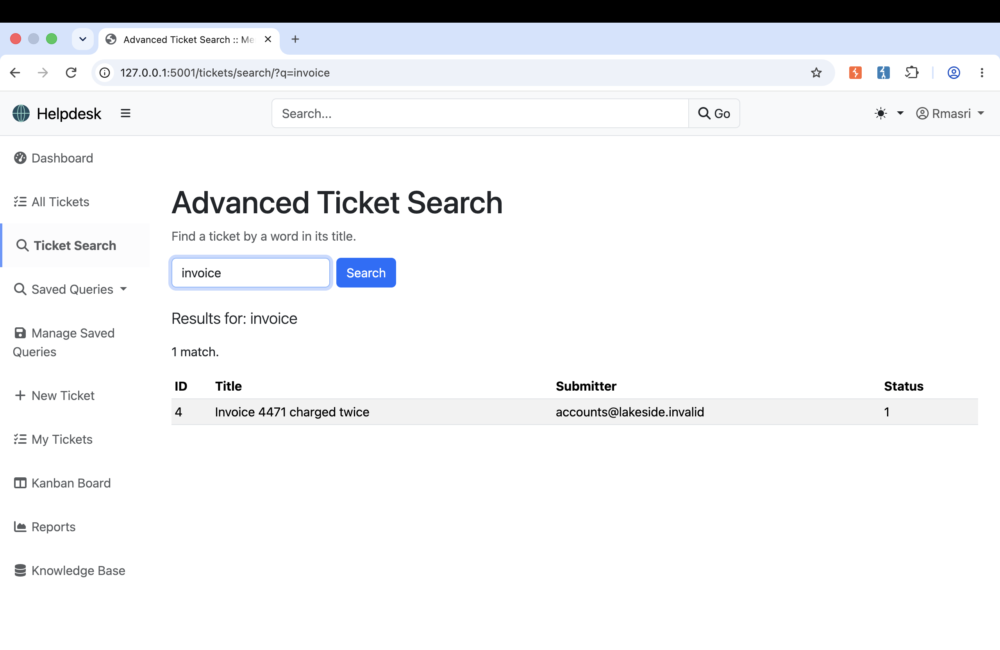 Advanced Ticket Search :: Me
127.0.0.1:5001/tickets/search/?q=invoice
Helpdesk
Search...
Go
Rmasri
Dashboard
All Tickets
Ticket Search
Saved Queries
Manage Saved
Queries
New Ticket
My Tickets
Kanban Board
Reports
Knowledge Base
Advanced Ticket Search
Find a ticket by a word in its title.
invoice
Search
Results for: invoice
1 match.
ID Title Submitter Status
4 Invoice 4471 charged twice accounts@lakeside.invalid 1